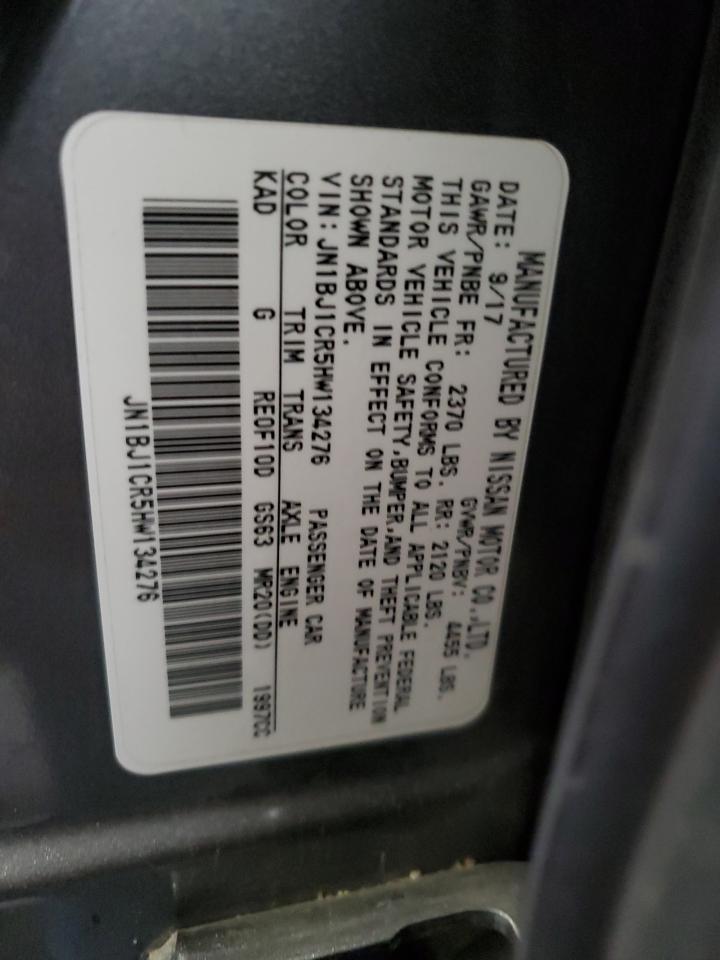 MANUFACTURED BY NISSAN MOTOR CO.,LTD.
DATE: 9/17 GVWR/PNBV: 4455 LBS.
GAWR/PNBE FR: 2370 LBS. RR: 2120 LBS.
THIS VEHICLE CONFORMS TO ALL APPLICABLE FEDERAL
MOTOR VEHICLE SAFETY,BUMPER,AND THEFT PREVENTION
STANDARDS IN EFFECT ON THE DATE OF MANUFACTURE
SHOWN ABOVE.
VIN:JN1BJ1CR5HW134276 PASSENGER CAR
COLOR TRIM TRANS AXLE ENGINE
KAD G RE0F10D GS63 MR20(DD) 1997CC
JN1BJ1CR5HW134276